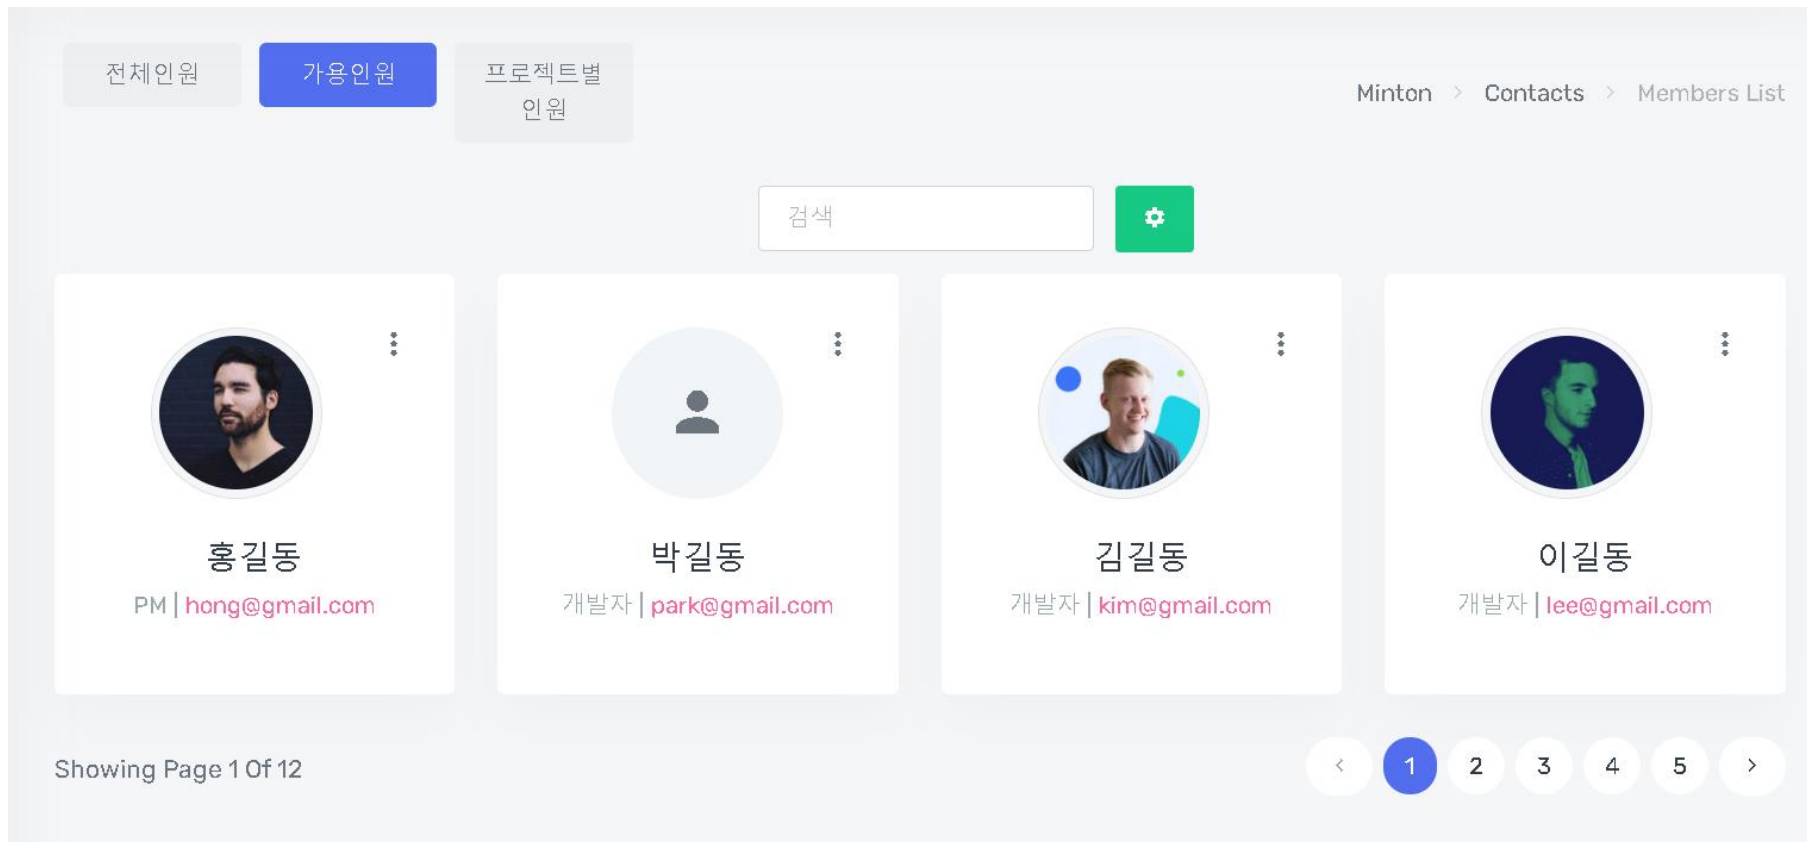 전체인원
가용인원
프로젝트별
인원
Minton > Contacts > Members List
검색
홍길동
PM | hong@gmail.com
박길동
개발자 | park@gmail.com
김길동
개발자 | kim@gmail.com
이길동
개발자 | lee@gmail.com
Showing Page 1 Of 12
< 1 2 3 4 5 >